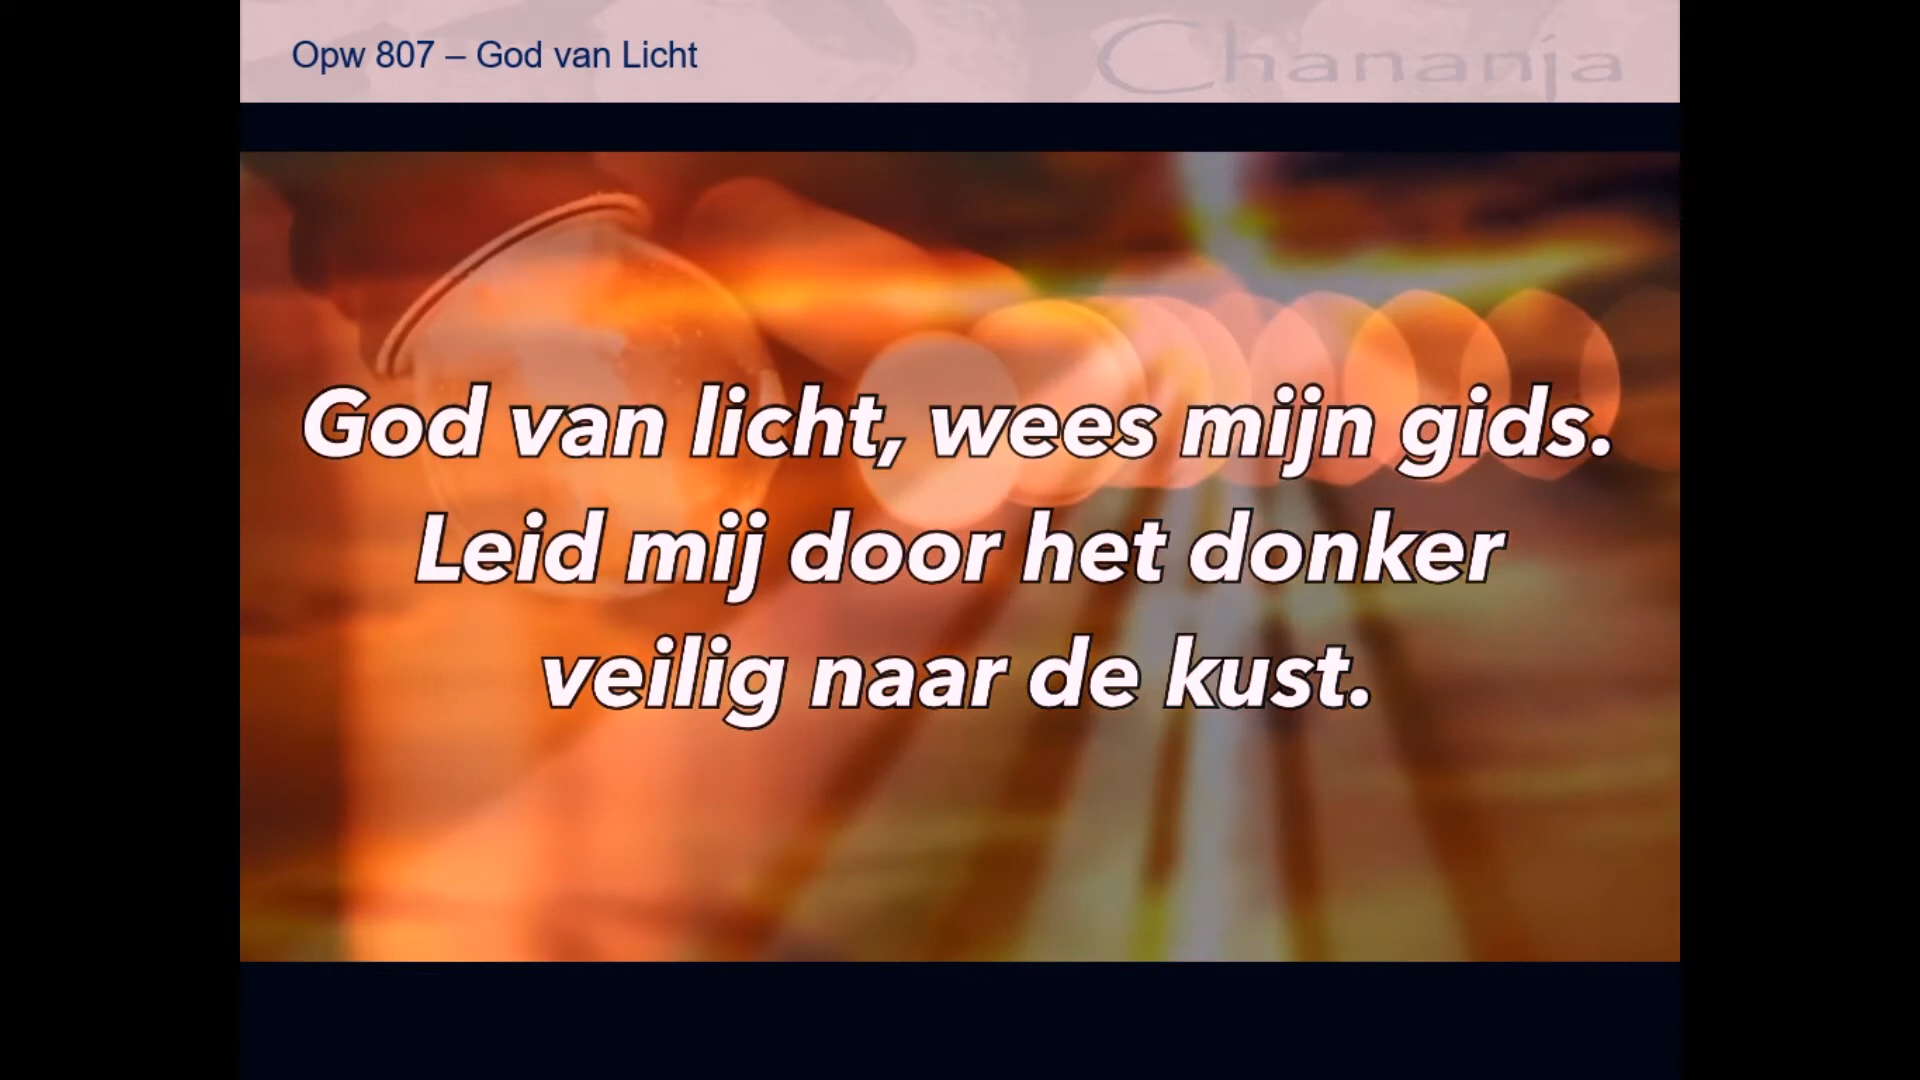 Opw 807 – God van Licht
Chananja
God van licht, wees mijn gids.
Leid mij door het donker
veilig naar de kust.